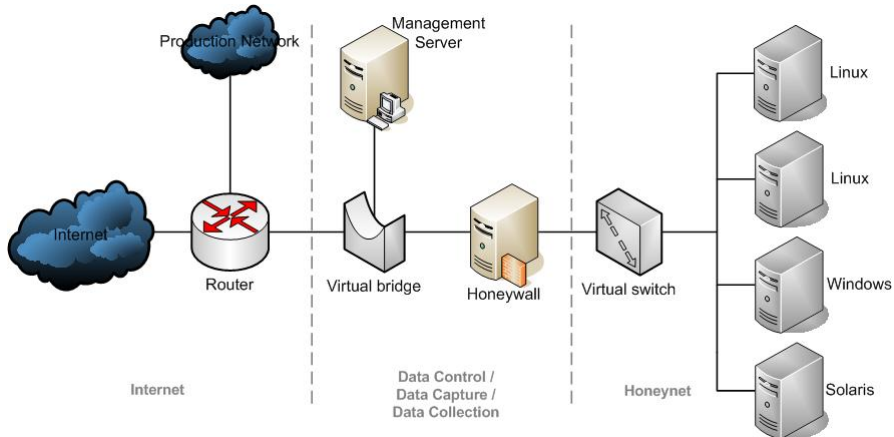 Production Network
Management
Server
Internet
Router
Virtual bridge
Honeywall
Virtual switch
Linux
Linux
Windows
Solaris
Internet
Data Control /
Data Capture /
Data Collection
Honeynet